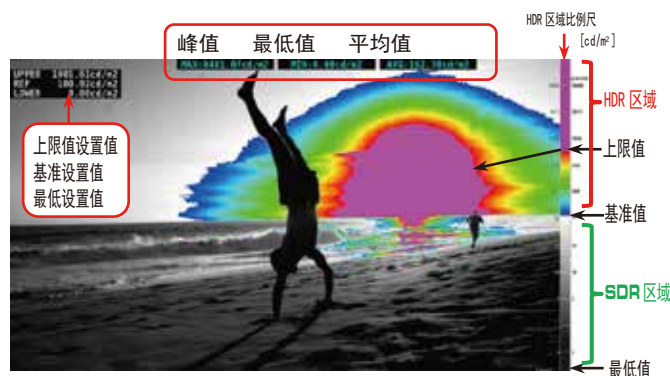 HDR 区域比例尺
[cd/m²]
峰值 最低值 平均值
HDR 区域
上限值
上限值设置值
基准设置值
最低设置值
基准值
SDR 区域
最低值